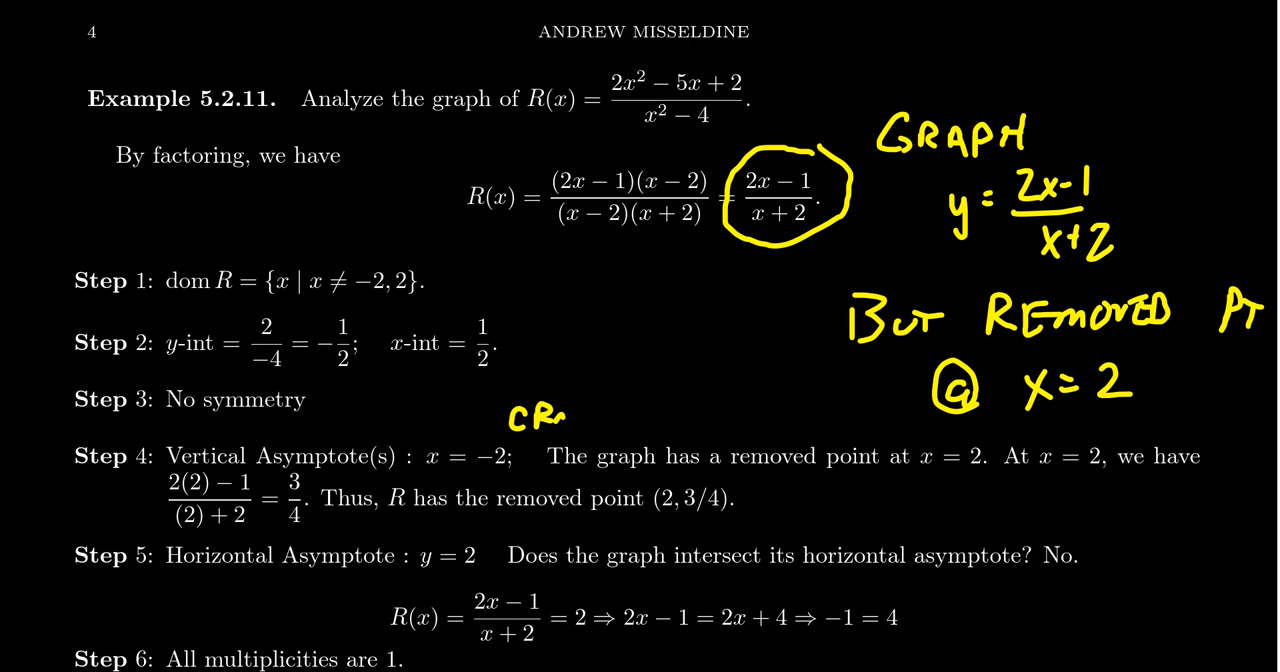 4 ANDREW MISSELDINE
Example 5.2.11. Analyze the graph of R(x) = (2x² − 5x + 2)/(x² − 4).
By factoring, we have
R(x) = ((2x − 1)(x − 2))/((x − 2)(x + 2)) = (2x − 1)/(x + 2).
GRAPH
y = (2x-1)/(x+2)
BUT REMOVED PT
@ x = 2
Step 1: dom R = {x | x ≠ −2, 2}.
Step 2: y-int = 2/−4 = −1/2; x-int = 1/2.
Step 3: No symmetry
Step 4: Vertical Asymptote(s) : x = −2; The graph has a removed point at x = 2. At x = 2, we have
(2(2) − 1)/((2) + 2) = 3/4. Thus, R has the removed point (2, 3/4).
Step 5: Horizontal Asymptote : y = 2 Does the graph intersect its horizontal asymptote? No.
R(x) = (2x − 1)/(x + 2) = 2 ⇒ 2x − 1 = 2x + 4 ⇒ −1 = 4
Step 6: All multiplicities are 1.